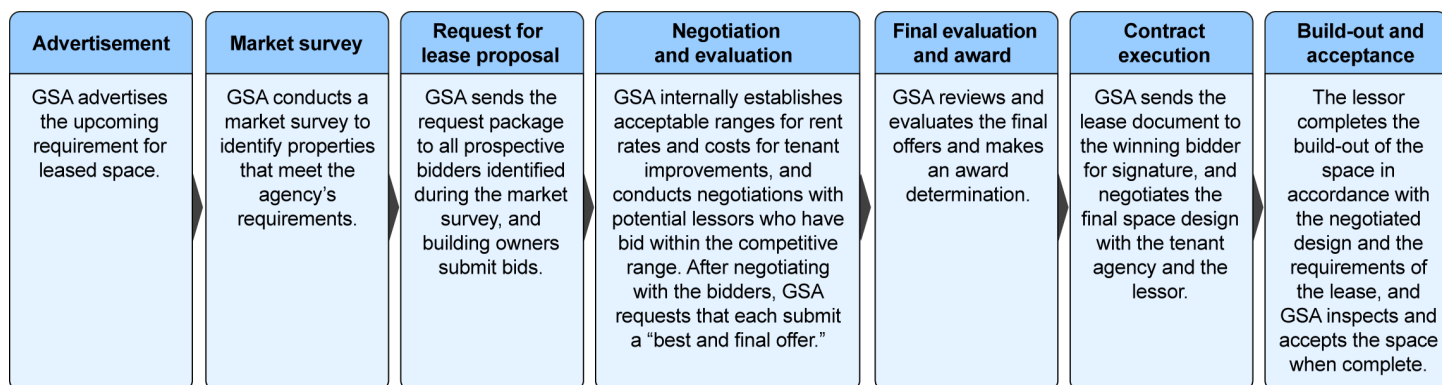 Advertisement
GSA advertises
the upcoming
requirement for
leased space.
Market survey
GSA conducts a
market survey to
identify properties
that meet the
agency’s
requirements.
Request for
lease proposal
GSA sends the
request package
to all prospective
bidders identified
during the market
survey, and
building owners
submit bids.
Negotiation
and evaluation
GSA internally establishes
acceptable ranges for rent
rates and costs for tenant
improvements, and
conducts negotiations with
potential lessors who have
bid within the competitive
range. After negotiating
with the bidders, GSA
requests that each submit
a “best and final offer.”
Final evaluation
and award
GSA reviews and
evaluates the final
offers and makes
an award
determination.
Contract
execution
GSA sends the
lease document to
the winning bidder
for signature, and
negotiates the
final space design
with the tenant
agency and the
lessor.
Build-out and
acceptance
The lessor
completes the
build-out of the
space in
accordance with
the negotiated
design and the
requirements of
the lease, and
GSA inspects and
accepts the space
when complete.